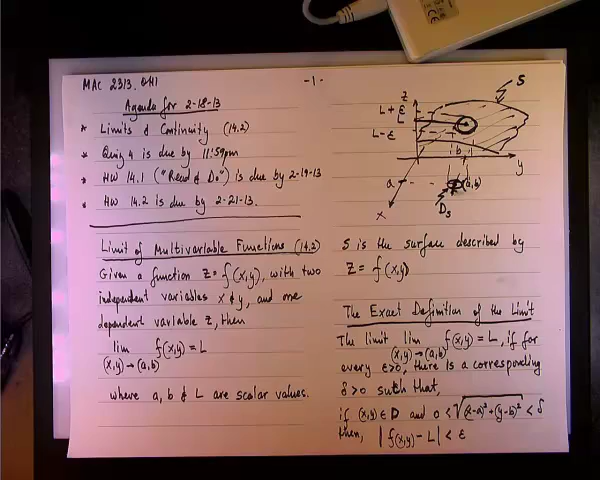 MAC 2313.0H1
-1-
Agenda for 2-18-13
* Limits & Continuity (14.2)
* Quiz 4 is due by 11:59pm
* HW 14.1 ("Read & Do") is due by 2-19-13
* HW 14.2 is due by 2-21-13.
Limit of Multivariable Functions (14.2)
Given a function Z = f(x,y), with two
independent variables x & y, and one
dependent variable z, then
lim f(x,y) = L
(x,y)→(a,b)
where a, b & L are scalar values.
S
z
L+ε
L
L-ε
b
y
a
(a,b)
x
D
S is the surface described by
Z = f(x,y)
The Exact Definition of the Limit
The limit lim f(x,y) = L, if for
(x,y)→(a,b)
every ε>0, there is a corresponding
δ>0 such that,
if (x,y) ∈ D and 0 < √(x-a)²+(y-b)² < δ
then, |f(x,y) - L| < ε